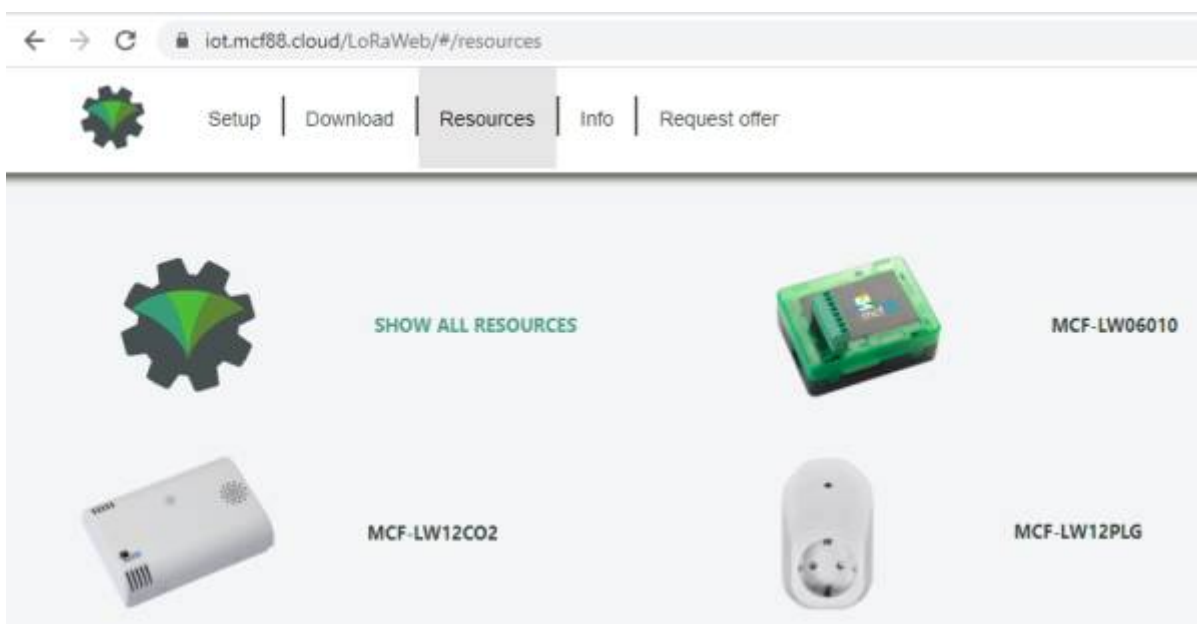 iot.mcf88.cloud/LoRaWeb/#/resources
Setup Download Resources Info Request offer
SHOW ALL RESOURCES
MCF-LW06010
MCF-LW12CO2
MCF-LW12PLG